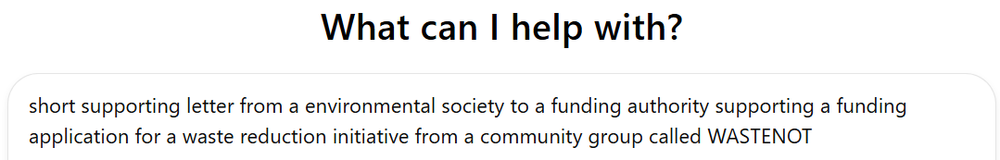 What can I help with?
short supporting letter from a environmental society to a funding authority supporting a funding
application for a waste reduction initiative from a community group called WASTENOT